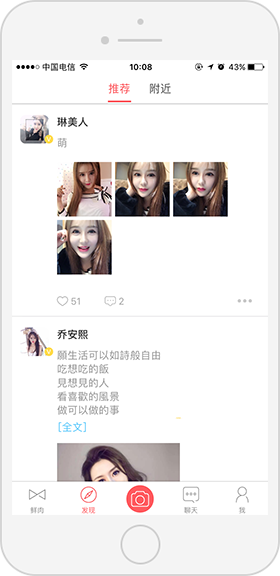 中国电信
10:08
43%
推荐
附近
琳美人
萌
51
2
乔安熙
願生活可以如詩般自由
吃想吃的飯
見想見的人
看喜歡的風景
做可以做的事
[全文]
鲜肉
发现
聊天
我